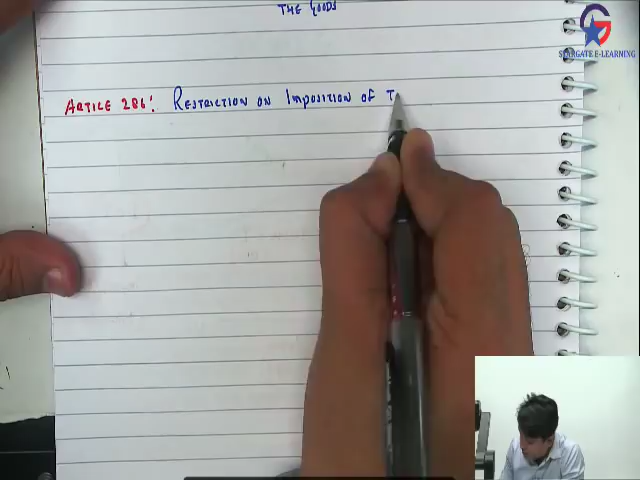 THE GOODS
STARGATE E-LEARNING
ARTICLE 286: RESTRICTION ON IMPOSITION OF T